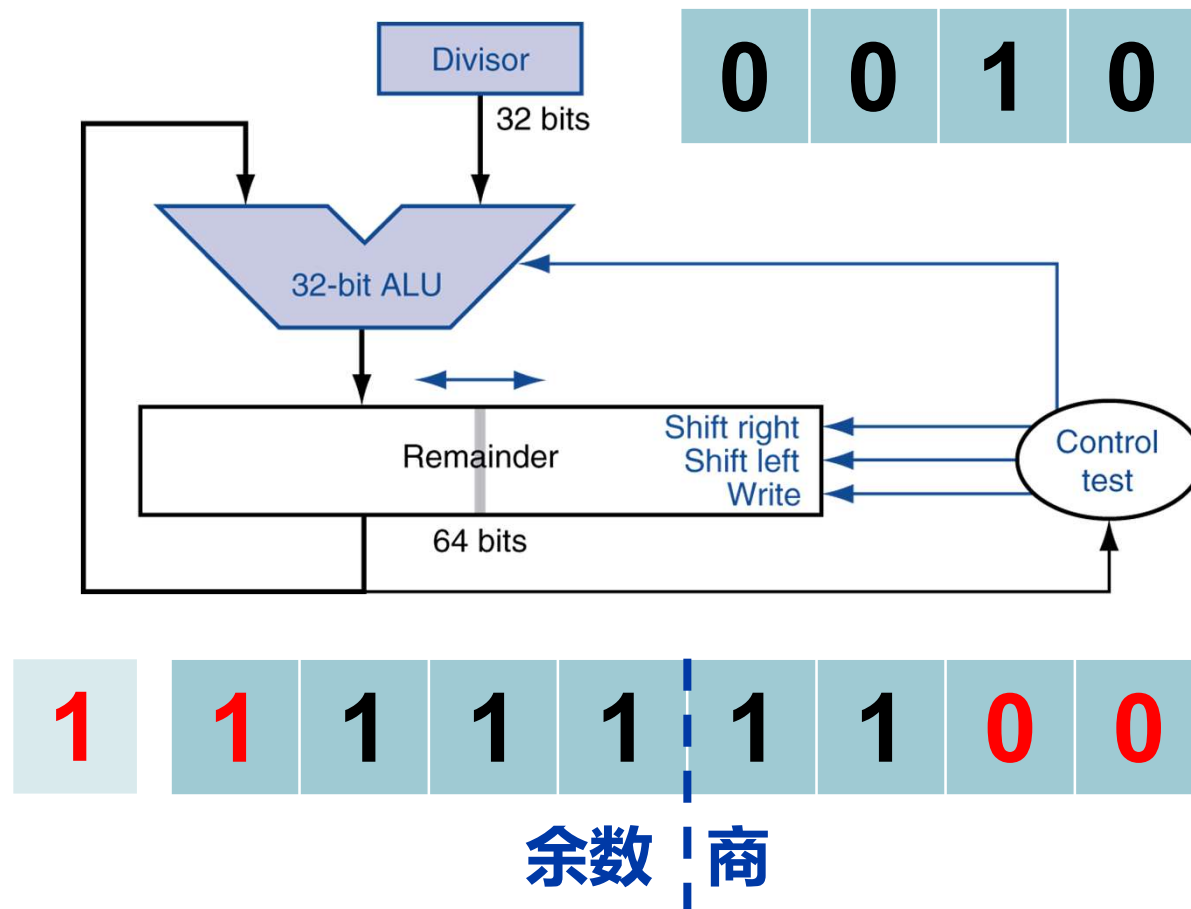 Divisor
0 0 1 0
32 bits
32-bit ALU
Remainder
Shift right
Shift left
Write
Control
test
64 bits
1 1 1 1 1 1 1 0 0
余数 商